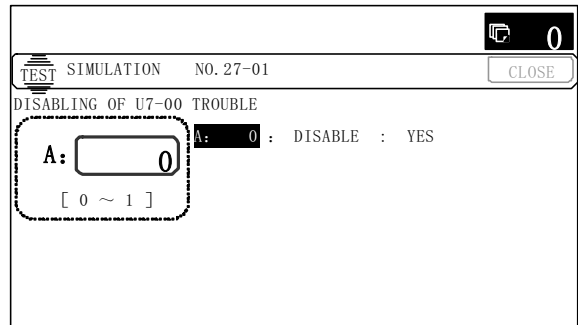 0
TEST SIMULATION NO.27-01 CLOSE
DISABLING OF U7-00 TROUBLE
A: 0 : DISABLE : YES
A: 0
[ 0 ~ 1 ]